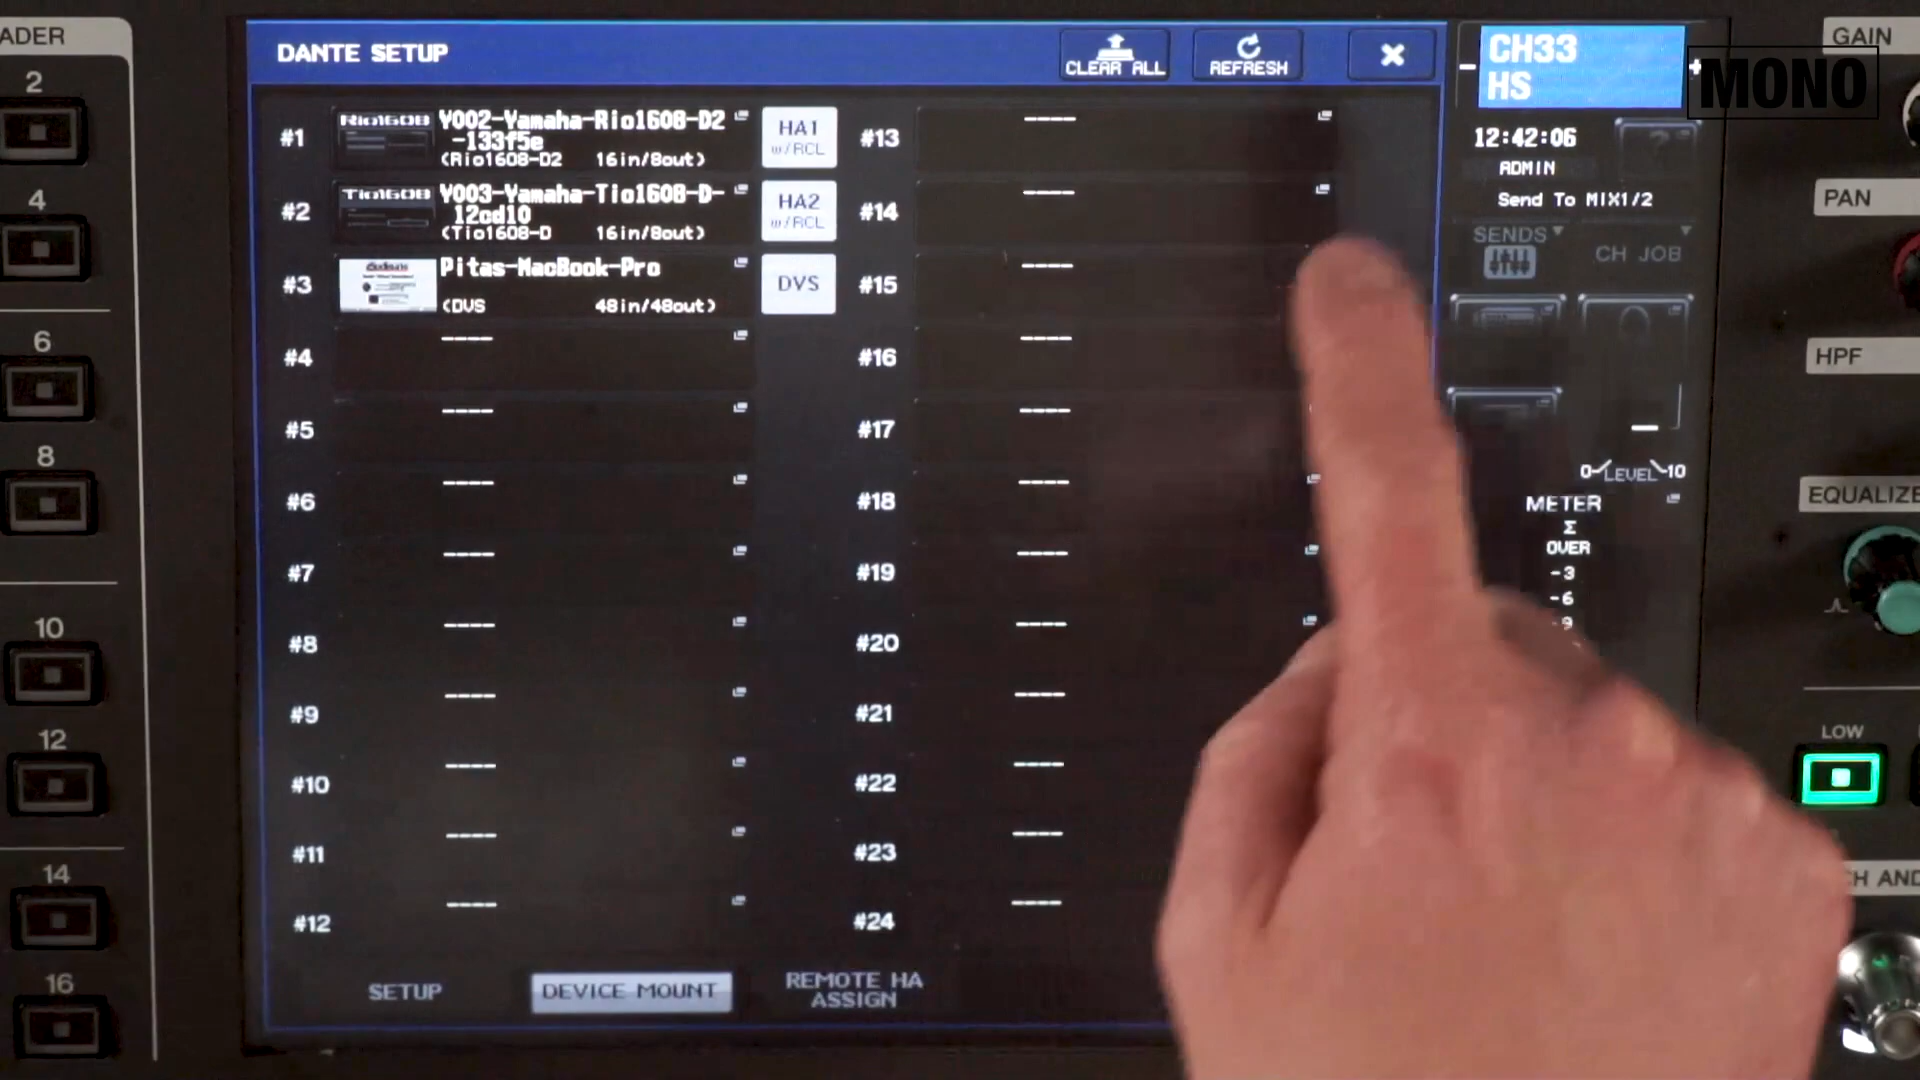 ADER
2
4
6
8
10
12
14
16
DANTE SETUP
CLEAR ALL
REFRESH
#1
Rio1608
Y002-Yamaha-Rio1608-D2
-133f5e
(Rio1608-D2 16in/8out)
HA1
w/RCL
#2
Tio1608
Y003-Yamaha-Tio1608-D-
12cd10
(Tio1608-D 16in/8out)
HA2
w/RCL
#3
Pitas-MacBook-Pro
(DVS 48in/48out)
DVS
#4 ----
#5 ----
#6 ----
#7 ----
#8 ----
#9 ----
#10 ----
#11 ----
#12 ----
#13 ----
#14 ----
#15 ----
#16 ----
#17 ----
#18 ----
#19 ----
#20 ----
#21 ----
#22 ----
#23 ----
#24 ----
SETUP
DEVICE MOUNT
REMOTE HA
ASSIGN
- CH33 +
HS
MONO
12:42:06
ADMIN
Send To MIX1/2
SENDS
CH JOB
0 LEVEL 10
METER
Σ
OVER
-3
-6
-9
GAIN
PAN
HPF
EQUALIZE
LOW
CH AND